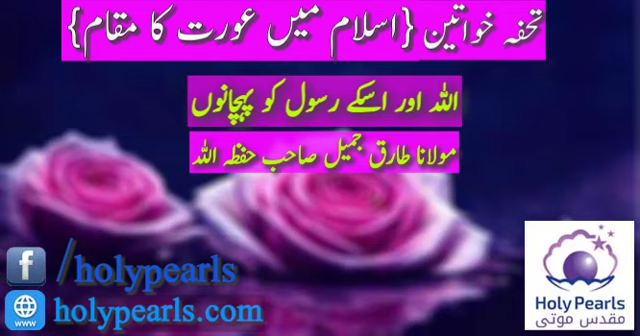 تحفہ خواتین {اسلام میں عورت کا مقام}
اللہ اور اسکے رسول کو پہچانوں
مولانا طارق جمیل صاحب حفظہ اللہ
f /holypearls
www holypearls.com
Holy Pearls
مقدس موتی